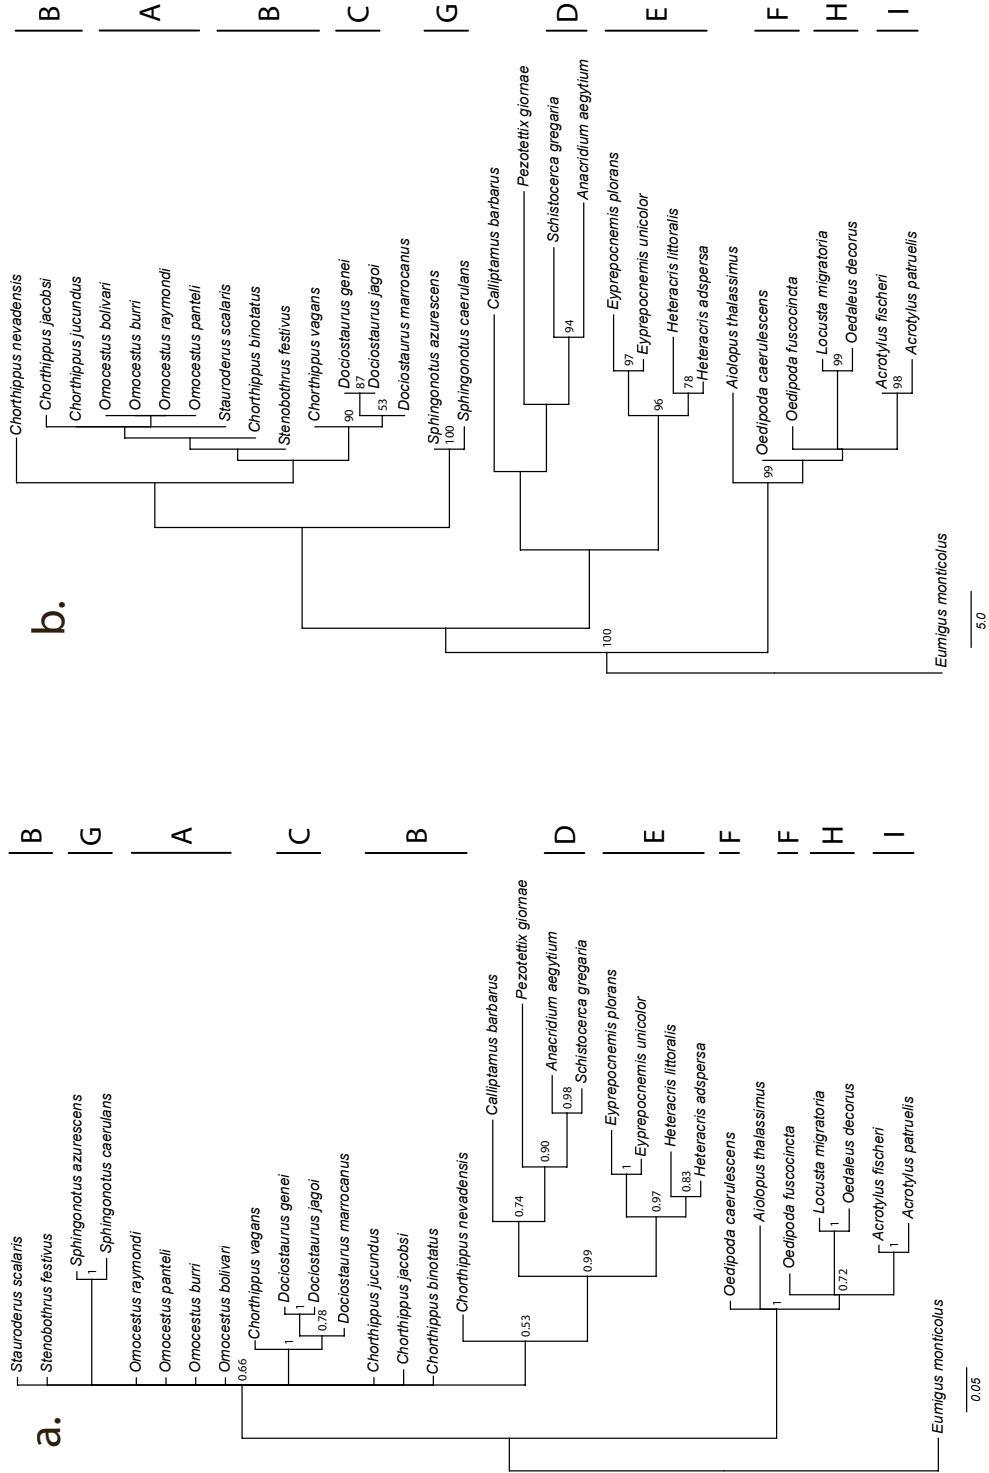 a.
Stauroderus scalaris
Stenobothrus festivus
Sphingonotus azurescens
Sphingonotus caerulans
Omocestus raymondi
Omocestus panteli
Omocestus burri
Omocestus bolivari
Chorthippus vagans
Dociostaurus genei
Dociostaurus jagoi
Dociostaurus marrocanus
Chorthippus jucundus
Chorthippus jacobsi
Chorthippus binotatus
Chorthippus nevadensis
Calliptamus barbarus
Pezotettix giornae
Anacridium aegytium
Schistocerca gregaria
Eyprepocnemis plorans
Eyprepocnemis unicolor
Heteracris littoralis
Heteracris adspersa
Oedipoda caerulescens
Aiolopus thalassimus
Oedipoda fuscocincta
Locusta migratoria
Oedaleus decorus
Acrotylus fischeri
Acrotylus patruelis
Eumigus monticolus
1
0.66
1
1
0.78
0.53
0.74
0.90
0.98
0.99
1
0.97
0.83
1
1
0.72
1
0.05
B
G
A
C
B
D
E
F
F
H
I
b.
Chorthippus nevadensis
Chorthippus jacobsi
Chorthippus jucundus
Omocestus bolivari
Omocestus burri
Omocestus raymondi
Omocestus panteli
Stauroderus scalaris
Chorthippus binotatus
Stenobothrus festivus
Chorthippus vagans
Dociostaurus genei
Dociostaurus jagoi
Dociostaurus marrocanus
Sphingonotus azurescens
Sphingonotus caerulans
Calliptamus barbarus
Pezotettix giornae
Schistocerca gregaria
Anacridium aegytium
Eyprepocnemis plorans
Eyprepocnemis unicolor
Heteracris littoralis
Heteracris adspersa
Aiolopus thalassimus
Oedipoda caerulescens
Oedipoda fuscocincta
Locusta migratoria
Oedaleus decorus
Acrotylus fischeri
Acrotylus patruelis
Eumigus monticolus
90
87
53
100
94
100
97
96
78
99
99
98
5.0
B
A
B
C
G
D
E
F
H
I